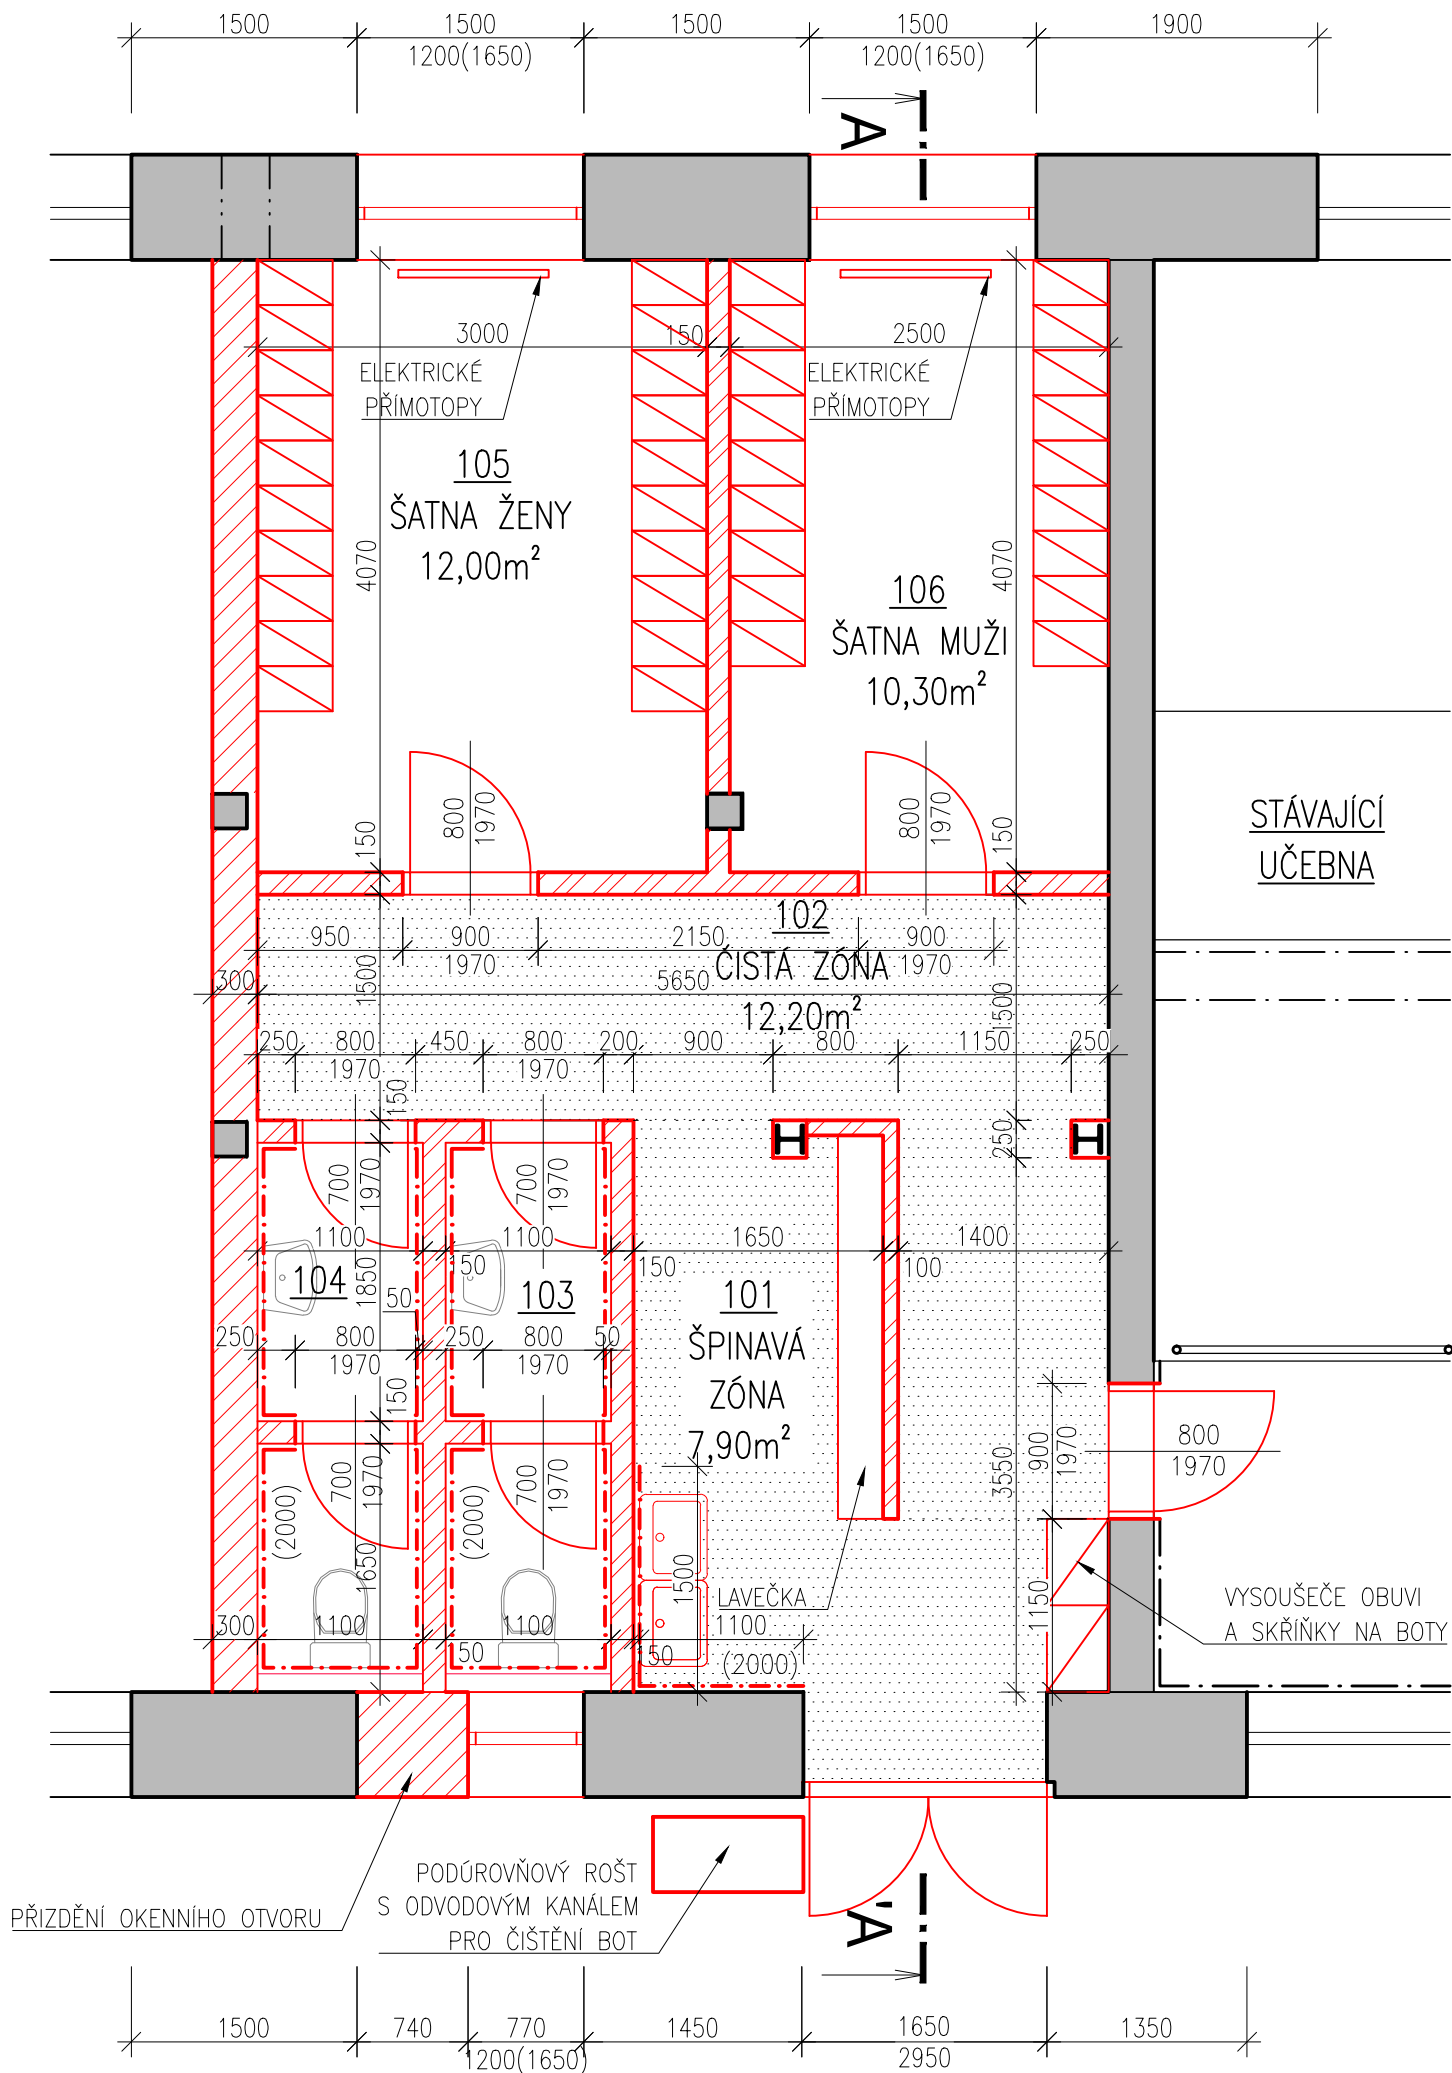 1500 1500 1500 1500 1900
1200(1650) 1200(1650)
A
3000 150 2500
ELEKTRICKÉ
PŘÍMOTOPY
ELEKTRICKÉ
PŘÍMOTOPY
105
ŠATNA ŽENY
12,00m²
4070
106
ŠATNA MUŽI
10,30m²
4070
STÁVAJÍCÍ
UČEBNA
150 800 1970 800 1970 150
102
ČISTÁ ZÓNA
12,20m²
950 900 2150 900
1970 1970
300 1500 5650 1500
250 800 450 800 200 900 800 1150 250
1970 1970
150 250
700 1970 700 1970
1100 1100 1650 1400
150 150 100
104
103
1850 50
101
ŠPINAVÁ
ZÓNA
7,90m²
250 800 250 800 50
1970 1970
150
900 1970
800
1970
3550
(2000) 700 1970 (2000) 700 1970
1650 1500 1150
LAVEČKA
VYSOUŠEČE OBUVI
A SKŘÍŇKY NA BOTY
300 1100 1100 1100
50 150 (2000)
PODÚROVŇOVÝ ROŠT
S ODVODOVÝM KANÁLEM
PRO ČIŠTĚNÍ BOT
PŘIZDĚNÍ OKENNÍHO OTVORU
A'
1500 740 770 1450 1650 1350
1200(1650) 2950